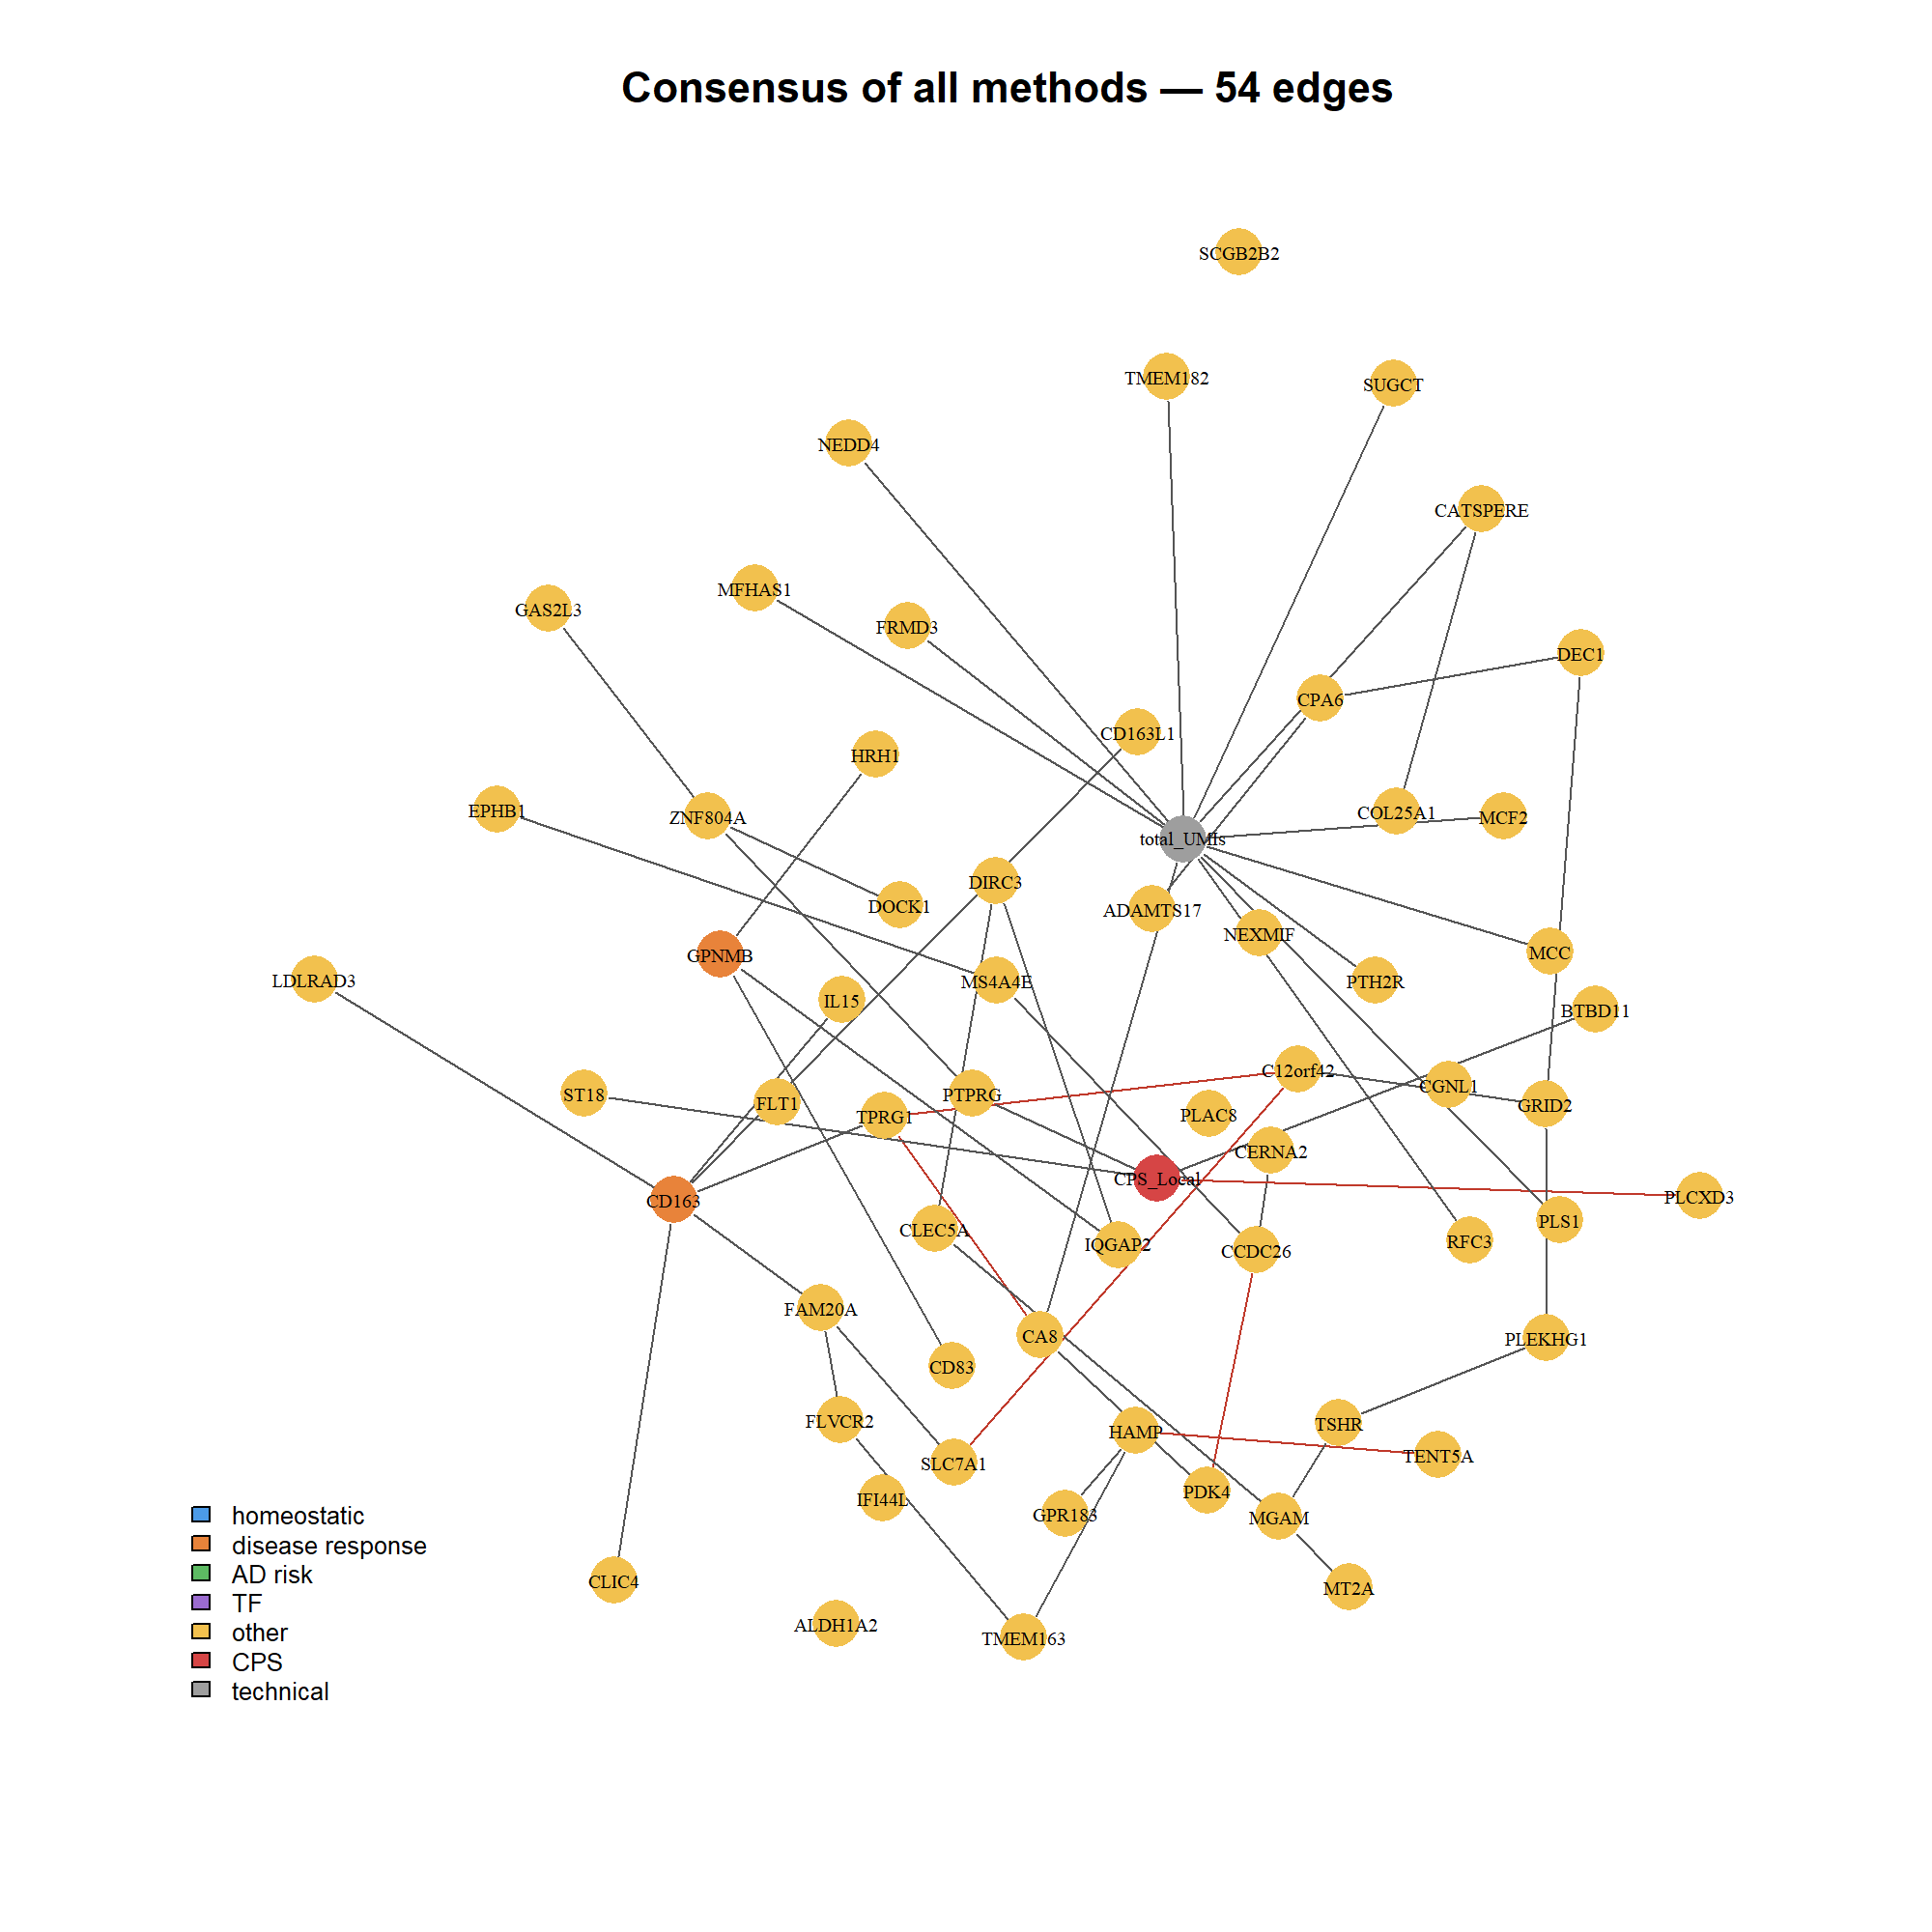 Consensus of all methods — 54 edges
SCGB2B2
TMEM182
SUGCT
NEDD4
CATSPERE
MFHAS1
GAS2L3
FRMD3
DEC1
CPA6
CD163L1
HRH1
EPHB1
ZNF804A
COL25A1
MCF2
total_UMIs
DIRC3
DOCK1
ADAMTS17
NEXMIF
GPNMB
MCC
LDLRAD3
MS4A4E
PTH2R
IL15
BTBD11
C12orf42
CGNL1
ST18
FLT1
PTPRG
TPRG1
PLAC8
GRID2
CERNA2
CPS_Local
CD163
PLCXD3
CLEC5A
IQGAP2
CCDC26
RFC3
PLS1
FAM20A
CA8
PLEKHG1
CD83
FLVCR2
HAMP
TSHR
SLC7A1
TENT5A
IFI44L
GPR183
PDK4
MGAM
CLIC4
MT2A
ALDH1A2
TMEM163
homeostatic
disease response
AD risk
TF
other
CPS
technical